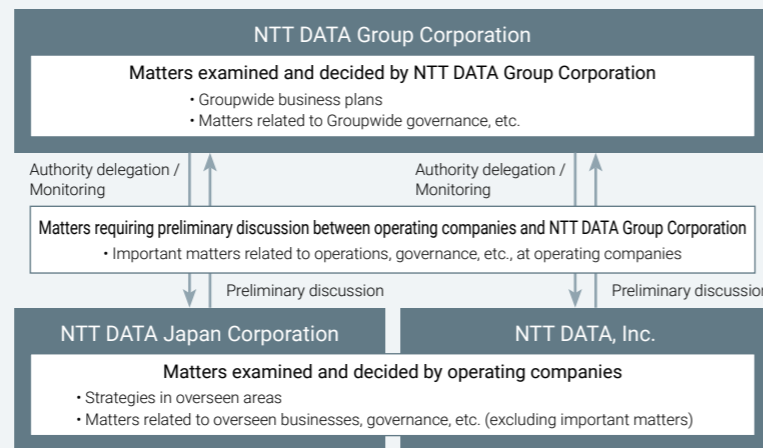 NTT DATA Group Corporation
Matters examined and decided by NTT DATA Group Corporation
• Groupwide business plans
• Matters related to Groupwide governance, etc.
Authority delegation /
Monitoring
Authority delegation /
Monitoring
Matters requiring preliminary discussion between operating companies and NTT DATA Group Corporation
• Important matters related to operations, governance, etc., at operating companies
Preliminary discussion
Preliminary discussion
NTT DATA Japan Corporation
NTT DATA, Inc.
Matters examined and decided by operating companies
• Strategies in overseen areas
• Matters related to overseen businesses, governance, etc. (excluding important matters)